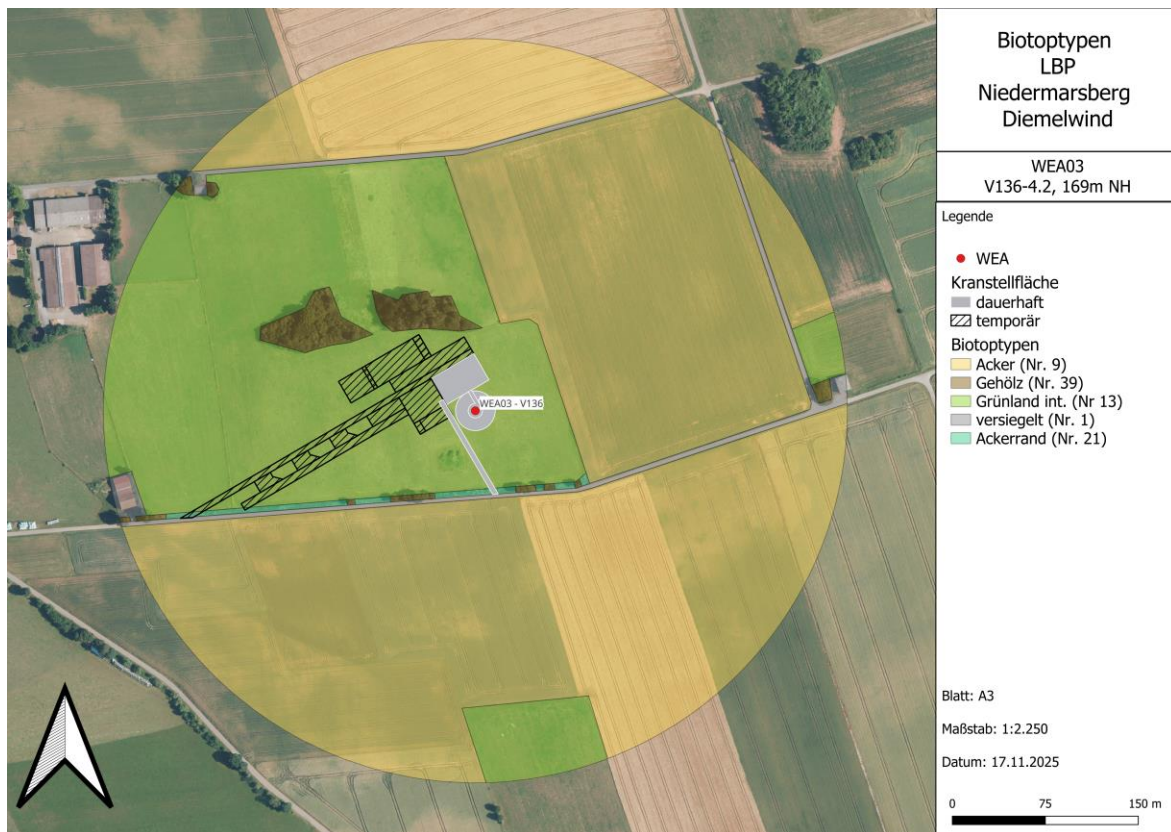 Biotoptypen
LBP
Niedermarsberg
Diemelwind
WEA03
V136-4.2, 169m NH
Legende
WEA
Kranstellfläche
dauerhaft
temporär
Biotoptypen
Acker (Nr. 9)
Gehölz (Nr. 39)
Grünland int. (Nr 13)
versiegelt (Nr. 1)
Ackerrand (Nr. 21)
WEA03 - V136
Blatt: A3
Maßstab: 1:2.250
Datum: 17.11.2025
0 75 150 m